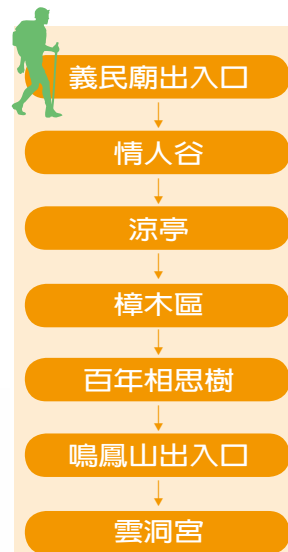 義民廟出入口
情人谷
涼亭
樟木區
百年相思樹
鳴鳳山出入口
雲洞宮